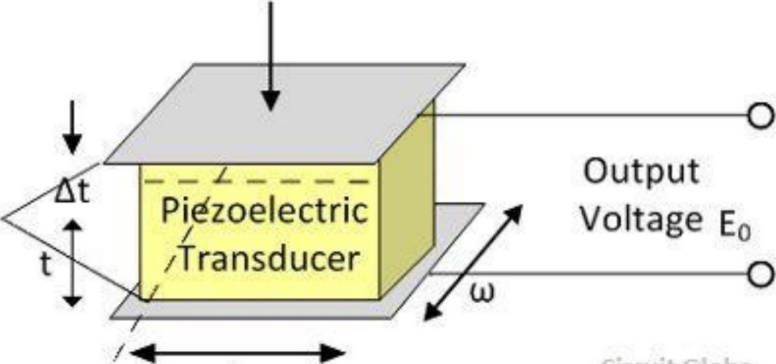 Δt
t
Piezoelectric
Transducer
Output
Voltage E₀
ω